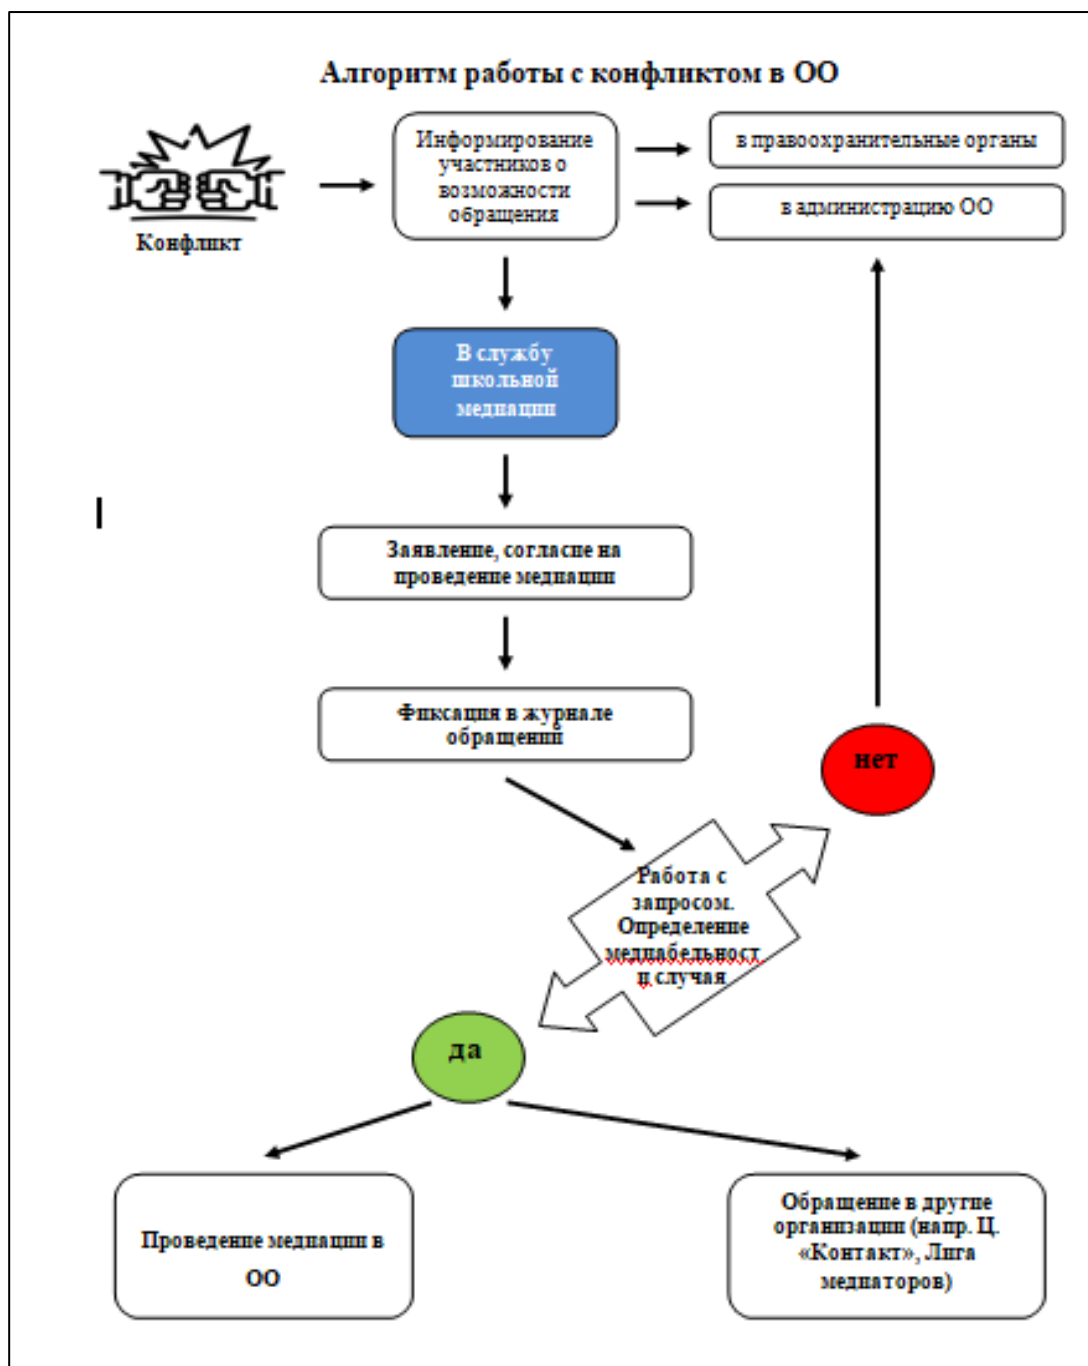 Алгоритм работы с конфликтом в ОО
Конфликт
Информирование
участников о
возможности
обращения
в правоохранительные органы
в администрацию ОО
В службу
школьной
медиации
Заявление, согласие на
проведение медиации
Фиксация в журнале
обращений
нет
Работа с
запросом.
Определение
медиабельност
и случая
да
Проведение медиации в
ОО
Обращение в другие
организации (напр. Ц.
«Контакт», Лига
медиаторов)